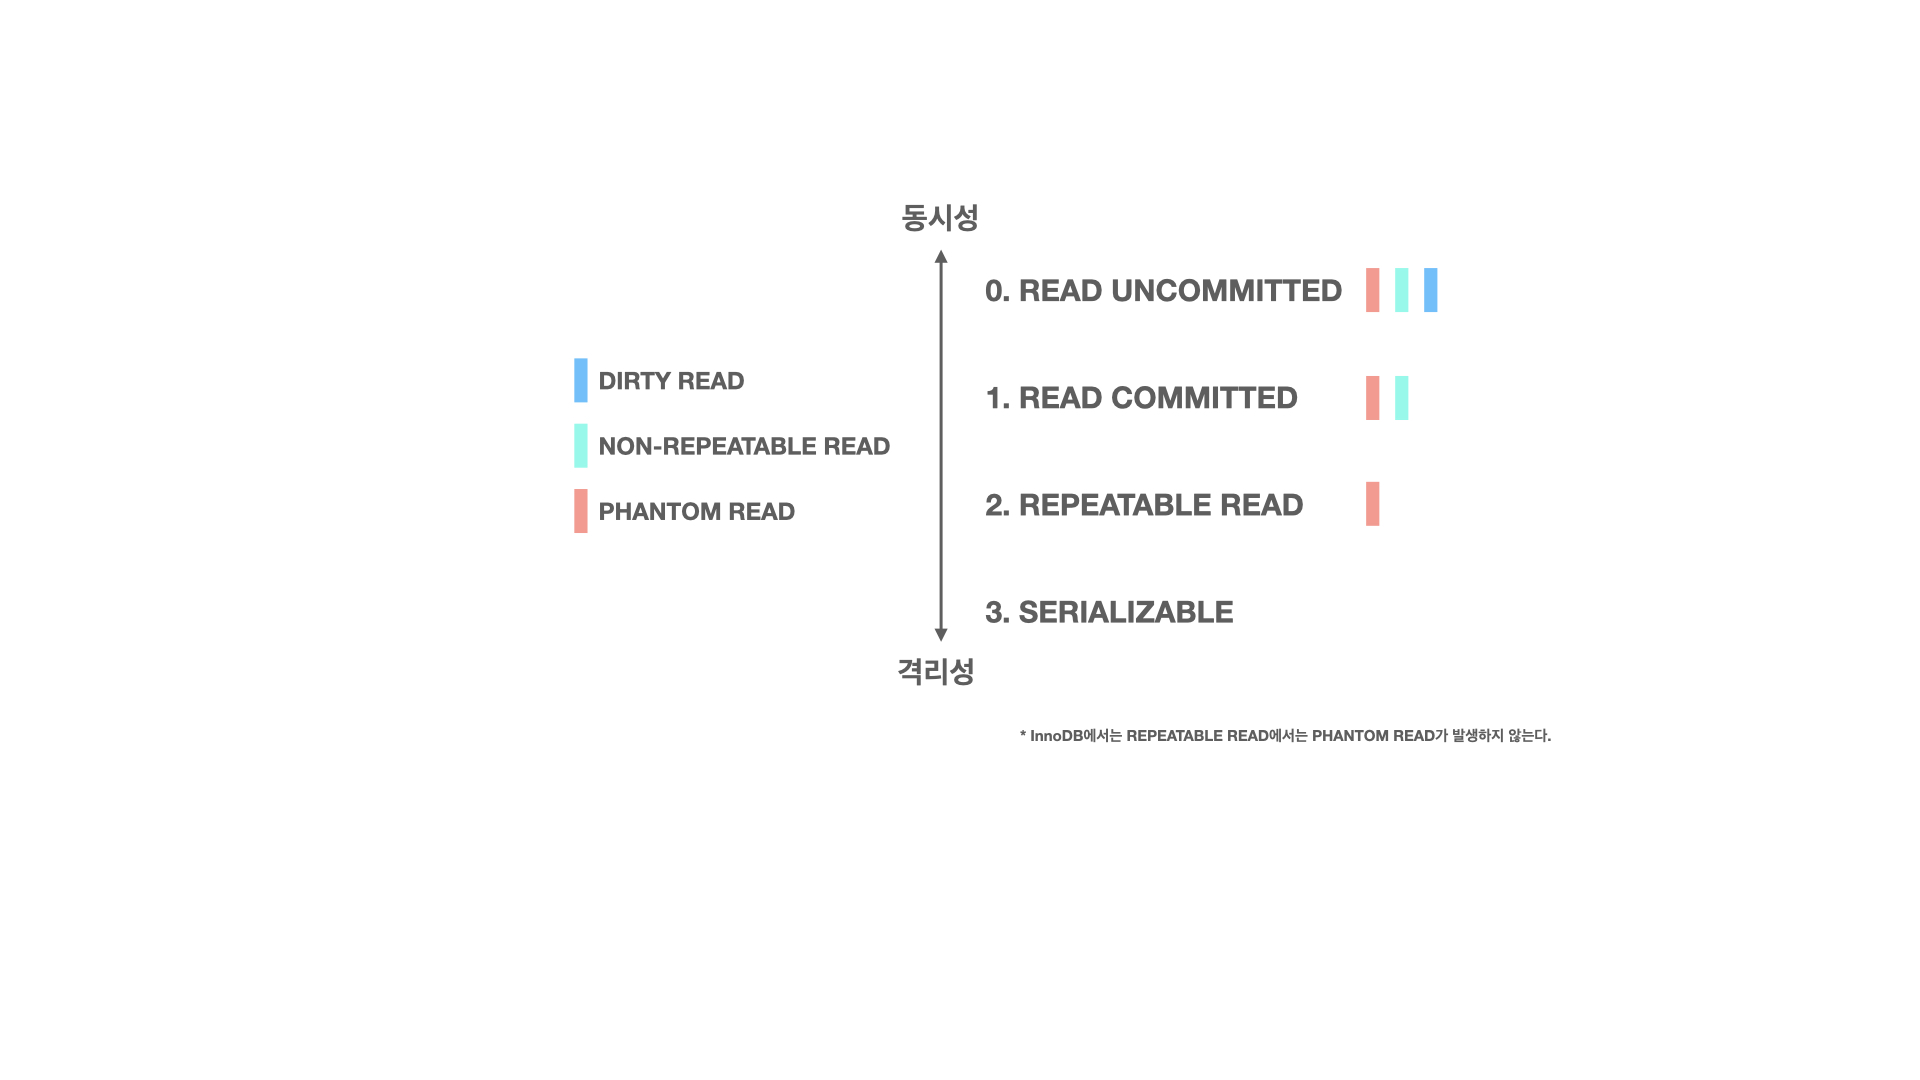 동시성
0. READ UNCOMMITTED
1. READ COMMITTED
2. REPEATABLE READ
3. SERIALIZABLE
격리성
DIRTY READ
NON-REPEATABLE READ
PHANTOM READ
* InnoDB에서는 REPEATABLE READ에서는 PHANTOM READ가 발생하지 않는다.